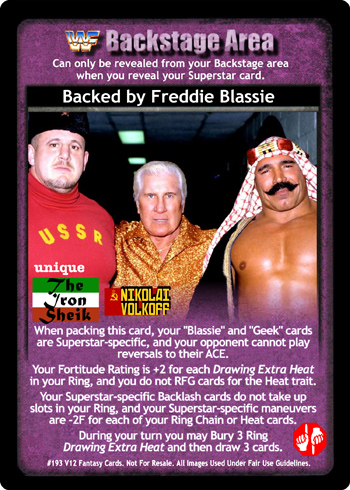 WF Backstage Area
Can only be revealed from your Backstage area
when you reveal your Superstar card.
Backed by Freddie Blassie
USSR
unique
The
Iron
Sheik
NIKOLAI
VOLKOFF
When packing this card, your "Blassie" and "Geek" cards
are Superstar-specific, and your opponent cannot play
reversals to their ACE.
Your Fortitude Rating is +2 for each Drawing Extra Heat
in your Ring, and you do not RFG cards for the Heat trait.
Your Superstar-specific Backlash cards do not take up
slots in your Ring, and your Superstar-specific maneuvers
are -2F for each of your Ring Chain or Heat cards.
During your turn you may Bury 3 Ring
Drawing Extra Heat and then draw 3 cards.
#193 V12 Fantasy Cards. Not For Resale. All Images Used Under Fair Use Guidelines.